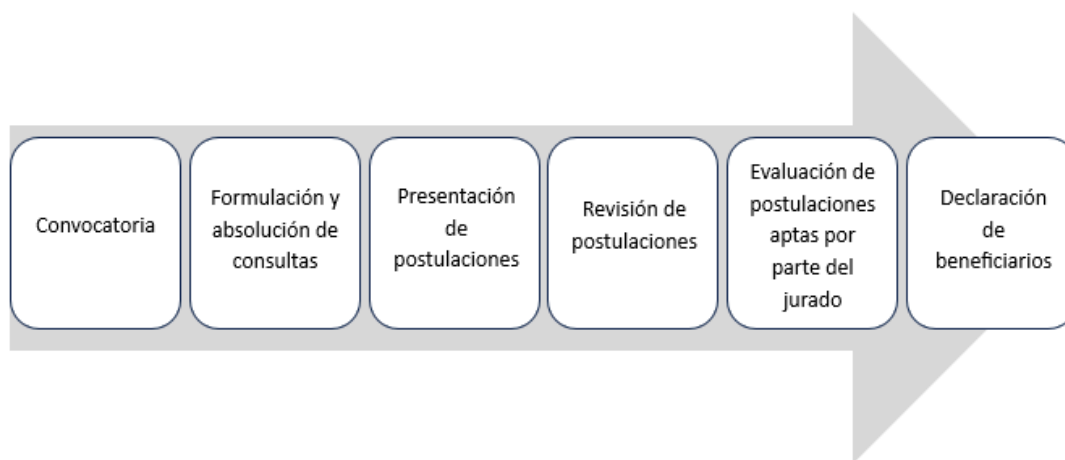 Convocatoria
Formulación y
absolución de
consultas
Presentación
de
postulaciones
Revisión de
postulaciones
Evaluación de
postulaciones
aptas por
parte del
jurado
Declaración
de
beneficiarios